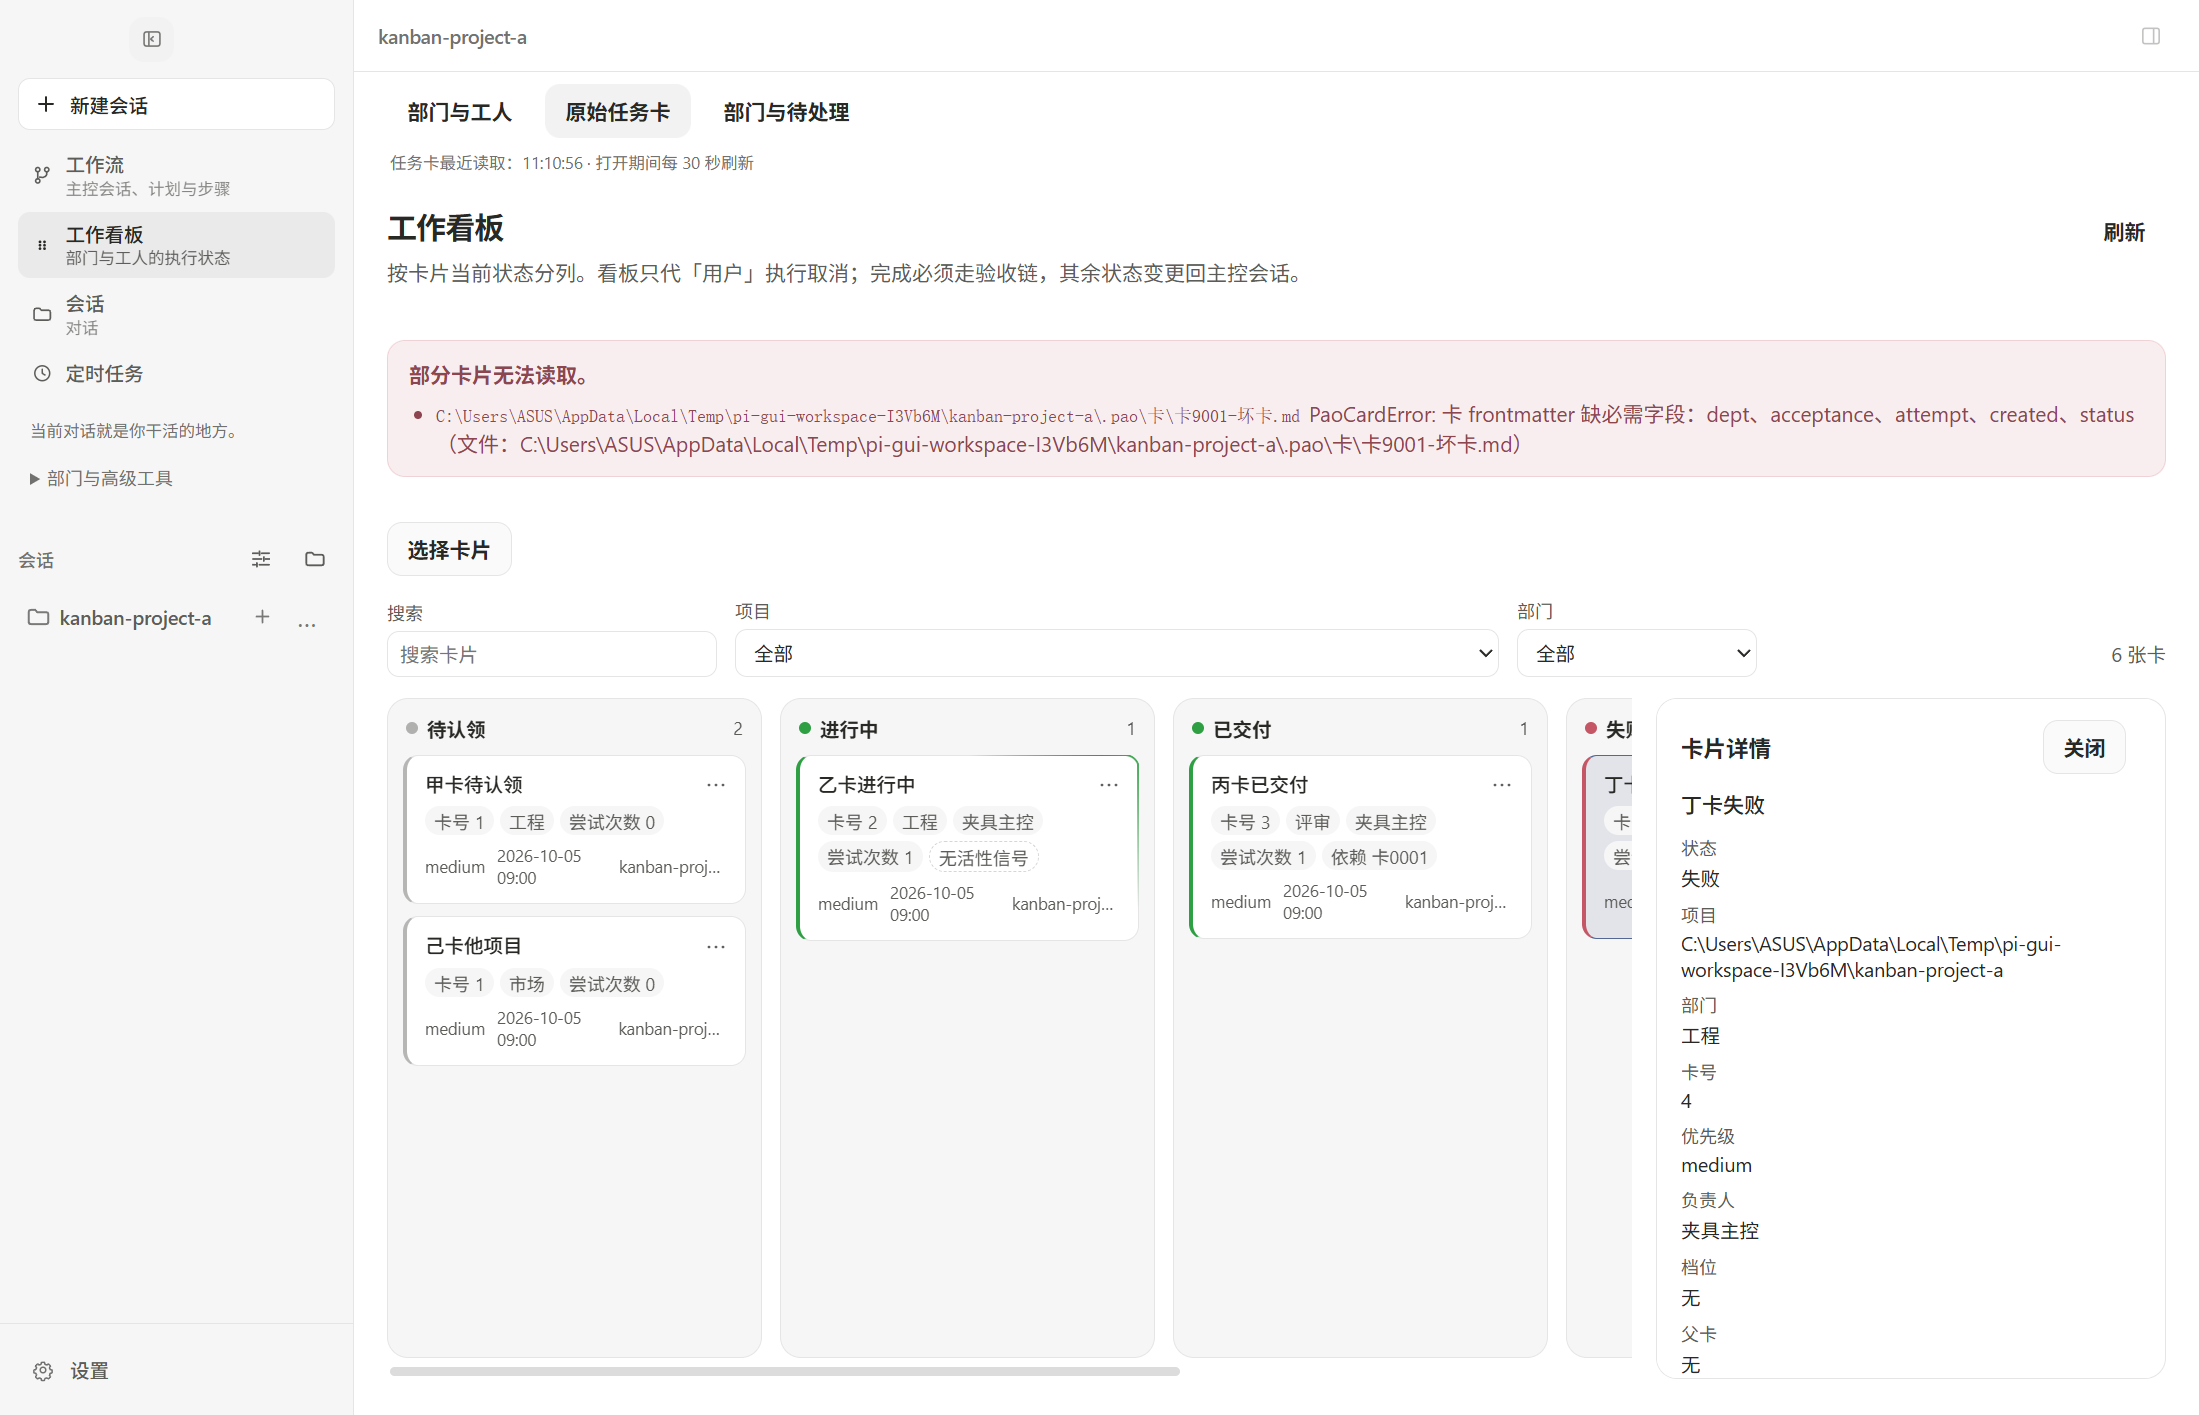 kanban-project-a
新建会话
工作流
主控会话、计划与步骤
工作看板
部门与工人的执行状态
会话
对话
定时任务
当前对话就是你干活的地方。
▶ 部门与高级工具
会话
kanban-project-a
设置
部门与工人 原始任务卡 部门与待处理
任务卡最近读取：11:10:56 · 打开期间每 30 秒刷新
工作看板
刷新
按卡片当前状态分列。看板只代「用户」执行取消；完成必须走验收链，其余状态变更回主控会话。
部分卡片无法读取。
C:\Users\ASUS\AppData\Local\Temp\pi-gui-workspace-I3Vb6M\kanban-project-a\.pao\卡\卡9001-坏卡.md PaoCardError: 卡 frontmatter 缺必需字段：dept、acceptance、attempt、created、status
（文件：C:\Users\ASUS\AppData\Local\Temp\pi-gui-workspace-I3Vb6M\kanban-project-a\.pao\卡\卡9001-坏卡.md）
选择卡片
搜索
搜索卡片
项目
全部
部门
全部
6 张卡
待认领 2
甲卡待认领 ...
卡号 1 工程 尝试次数 0
medium 2026-10-05 09:00 kanban-proj...
己卡他项目 ...
卡号 1 市场 尝试次数 0
medium 2026-10-05 09:00 kanban-proj...
进行中 1
乙卡进行中 ...
卡号 2 工程 夹具主控
尝试次数 1 无活性信号
medium 2026-10-05 09:00 kanban-proj...
已交付 1
丙卡已交付 ...
卡号 3 评审 夹具主控
尝试次数 1 依赖 卡0001
medium 2026-10-05 09:00 kanban-proj...
失
丁
卡
尝
me
卡片详情
关闭
丁卡失败
状态
失败
项目
C:\Users\ASUS\AppData\Local\Temp\pi-gui-
workspace-I3Vb6M\kanban-project-a
部门
工程
卡号
4
优先级
medium
负责人
夹具主控
档位
无
父卡
无